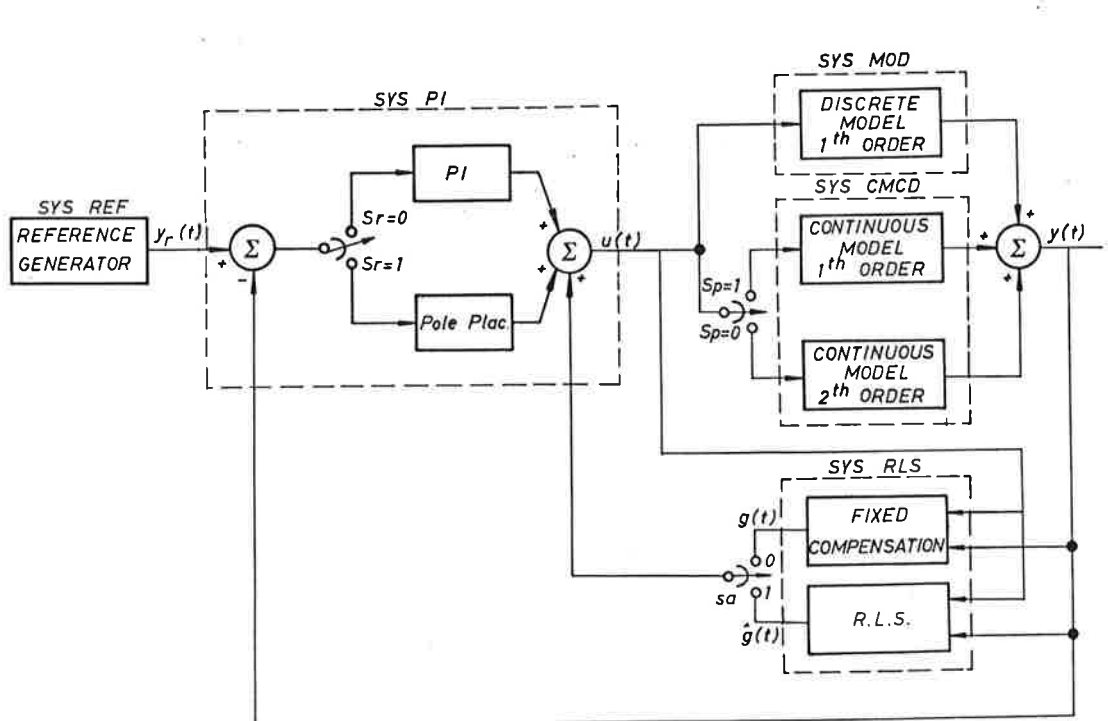 SYS MOD
DISCRETE
MODEL
1th ORDER
SYS PI
PI
Sr=0
Sr=1
Pole Plac.
SYS REF
REFERENCE
GENERATOR
yr(t)
Σ
+
-
Σ
+
+
+
u(t)
SYS CMCD
CONTINUOUS
MODEL
1th ORDER
Sp=1
Sp=0
CONTINUOUS
MODEL
2th ORDER
Σ
+
+
+
y(t)
SYS RLS
FIXED
COMPENSATION
g(t)
0
sa
1
ĝ(t)
R.L.S.